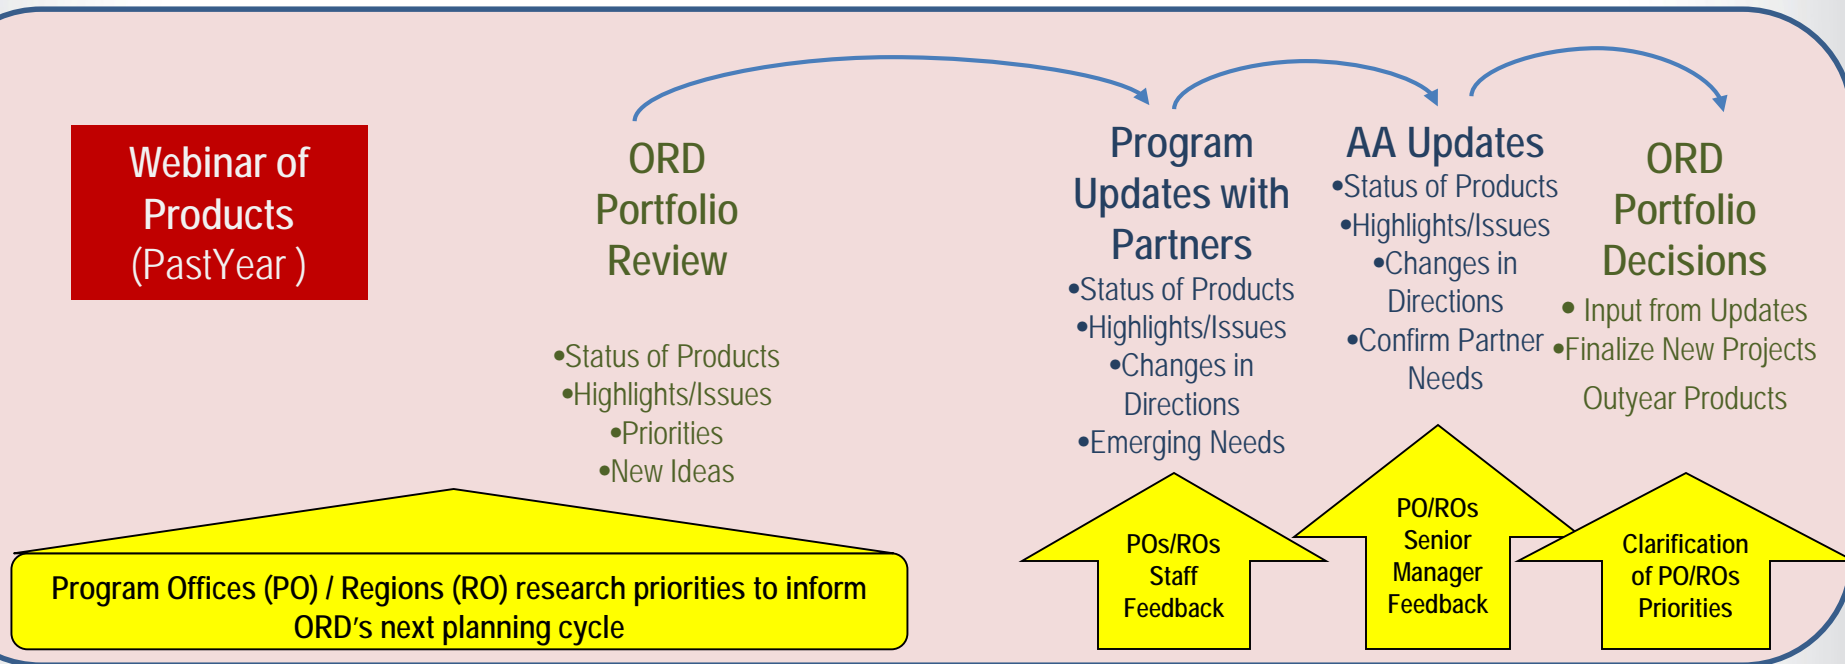 Webinar of
Products
(PastYear )
ORD
Portfolio
Review
•Status of Products
•Highlights/Issues
•Priorities
•New Ideas
Program
Updates with
Partners
•Status of Products
•Highlights/Issues
•Changes in
Directions
•Emerging Needs
AA Updates
•Status of Products
•Highlights/Issues
•Changes in
Directions
•Confirm Partner
Needs
ORD
Portfolio
Decisions
• Input from Updates
•Finalize New Projects
Outyear Products
Program Offices (PO) / Regions (RO) research priorities to inform
ORD's next planning cycle
POs/ROs
Staff
Feedback
PO/ROs
Senior
Manager
Feedback
Clarification
of PO/ROs
Priorities